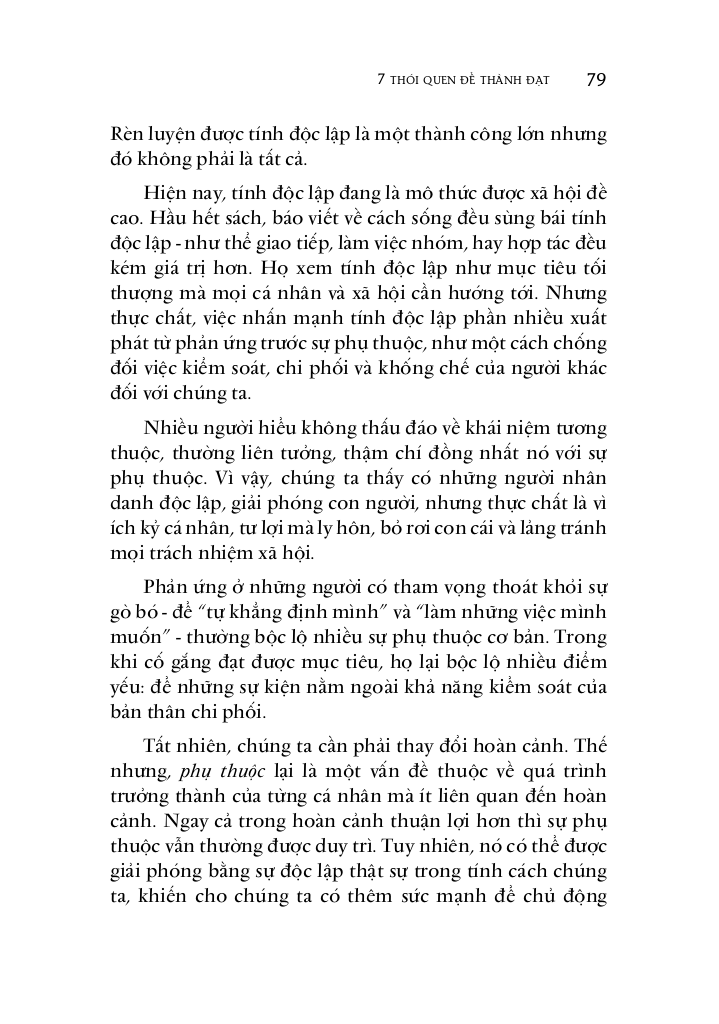 7 THÓI QUEN ĐỂ THÀNH ĐẠT 79
Rèn luyện được tính độc lập là một thành công lớn nhưng
đó không phải là tất cả.
Hiện nay, tính độc lập đang là mô thức được xã hội đề
cao. Hầu hết sách, báo viết về cách sống đều sùng bái tính
độc lập - như thể giao tiếp, làm việc nhóm, hay hợp tác đều
kém giá trị hơn. Họ xem tính độc lập như mục tiêu tối
thượng mà mọi cá nhân và xã hội cần hướng tới. Nhưng
thực chất, việc nhấn mạnh tính độc lập phần nhiều xuất
phát từ phản ứng trước sự phụ thuộc, như một cách chống
đối việc kiểm soát, chi phối và khống chế của người khác
đối với chúng ta.
Nhiều người hiểu không thấu đáo về khái niệm tương
thuộc, thường liên tưởng, thậm chí đồng nhất nó với sự
phụ thuộc. Vì vậy, chúng ta thấy có những người nhân
danh độc lập, giải phóng con người, nhưng thực chất là vì
ích kỷ cá nhân, tư lợi mà ly hôn, bỏ rơi con cái và lảng tránh
mọi trách nhiệm xã hội.
Phản ứng ở những người có tham vọng thoát khỏi sự
gò bó - để “tự khẳng định mình” và “làm những việc mình
muốn” - thường bộc lộ nhiều sự phụ thuộc cơ bản. Trong
khi cố gắng đạt được mục tiêu, họ lại bộc lộ nhiều điểm
yếu: để những sự kiện nằm ngoài khả năng kiểm soát của
bản thân chi phối.
Tất nhiên, chúng ta cần phải thay đổi hoàn cảnh. Thế
nhưng, phụ thuộc lại là một vấn đề thuộc về quá trình
trưởng thành của từng cá nhân mà ít liên quan đến hoàn
cảnh. Ngay cả trong hoàn cảnh thuận lợi hơn thì sự phụ
thuộc vẫn thường được duy trì. Tuy nhiên, nó có thể được
giải phóng bằng sự độc lập thật sự trong tính cách chúng
ta, khiến cho chúng ta có thêm sức mạnh để chủ động